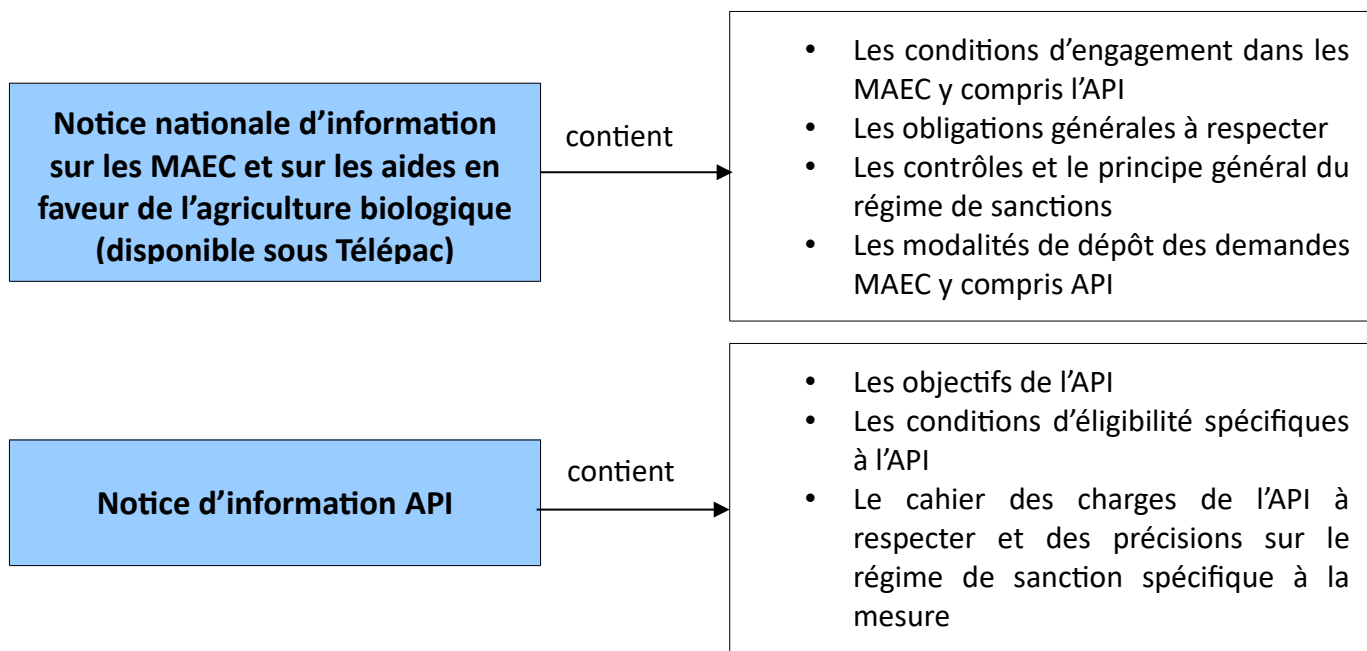 Notice nationale d’information
sur les MAEC et sur les aides en
faveur de l’agriculture biologique
(disponible sous Télépac)
contient
• Les conditions d’engagement dans les
MAEC y compris l’API
• Les obligations générales à respecter
• Les contrôles et le principe général du
régime de sanctions
• Les modalités de dépôt des demandes
MAEC y compris API
Notice d’information API
contient
• Les objectifs de l’API
• Les conditions d’éligibilité spécifiques
à l’API
• Le cahier des charges de l’API à
respecter et des précisions sur le
régime de sanction spécifique à la
mesure